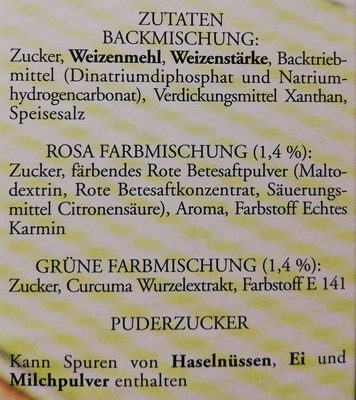 ZUTATEN
BACKMISCHUNG:
Zucker, Weizenmehl, Weizenstärke, Backtrieb-
mittel (Dinatriumdiphosphat und Natrium-
hydrogencarbonat), Verdickungsmittel Xanthan,
Speisesalz
ROSA FARBMISCHUNG (1,4 %):
Zucker, färbendes Rote Betesaftpulver (Malto-
dextrin, Rote Betesaftkonzentrat, Säuerungs-
mittel Citronensäure), Aroma, Farbstoff Echtes
Karmin
GRÜNE FARBMISCHUNG (1,4 %):
Zucker, Curcuma Wurzelextrakt, Farbstoff E 141
PUDERZUCKER
Kann Spuren von Haselnüssen, Ei und
Milchpulver enthalten